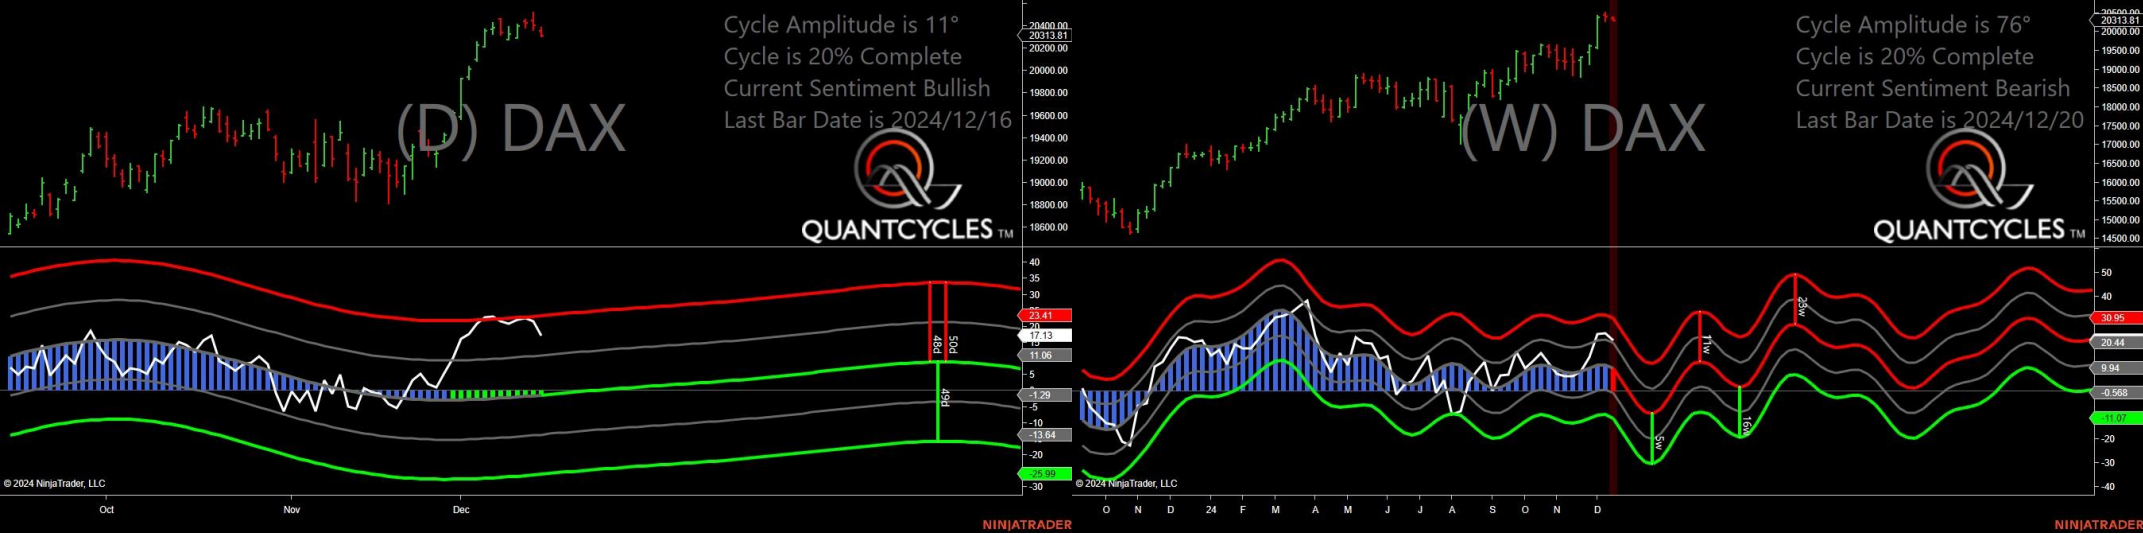 Cycle Amplitude is 11°
Cycle is 20% Complete
Current Sentiment Bullish
Last Bar Date is 2024/12/16
(D) DAX
QUANTCYCLES TM
20400.00
20313.81
20200.00
20000.00
19800.00
19600.00
19400.00
19200.00
19000.00
18800.00
18600.00
40
35
30
23.41
20
17.13
15
11.06
5
-1.29
-5
-10
-13.64
-20
-25.99
-30
48d
50d
49d
© 2024 NinjaTrader, LLC
Oct
Nov
Dec
NINJATRADER
Cycle Amplitude is 76°
Cycle is 20% Complete
Current Sentiment Bearish
Last Bar Date is 2024/12/20
(W) DAX
QUANTCYCLES TM
20500.00
20313.81
20000.00
19500.00
19000.00
18500.00
18000.00
17500.00
17000.00
16500.00
16000.00
15500.00
15000.00
14500.00
50
40
30.95
20.44
9.94
-0.568
-11.07
-20
-30
-40
5w
11w
16w
23w
© 2024 NinjaTrader, LLC
O N D 24 F M A M J J A S O N D
NINJATRADER